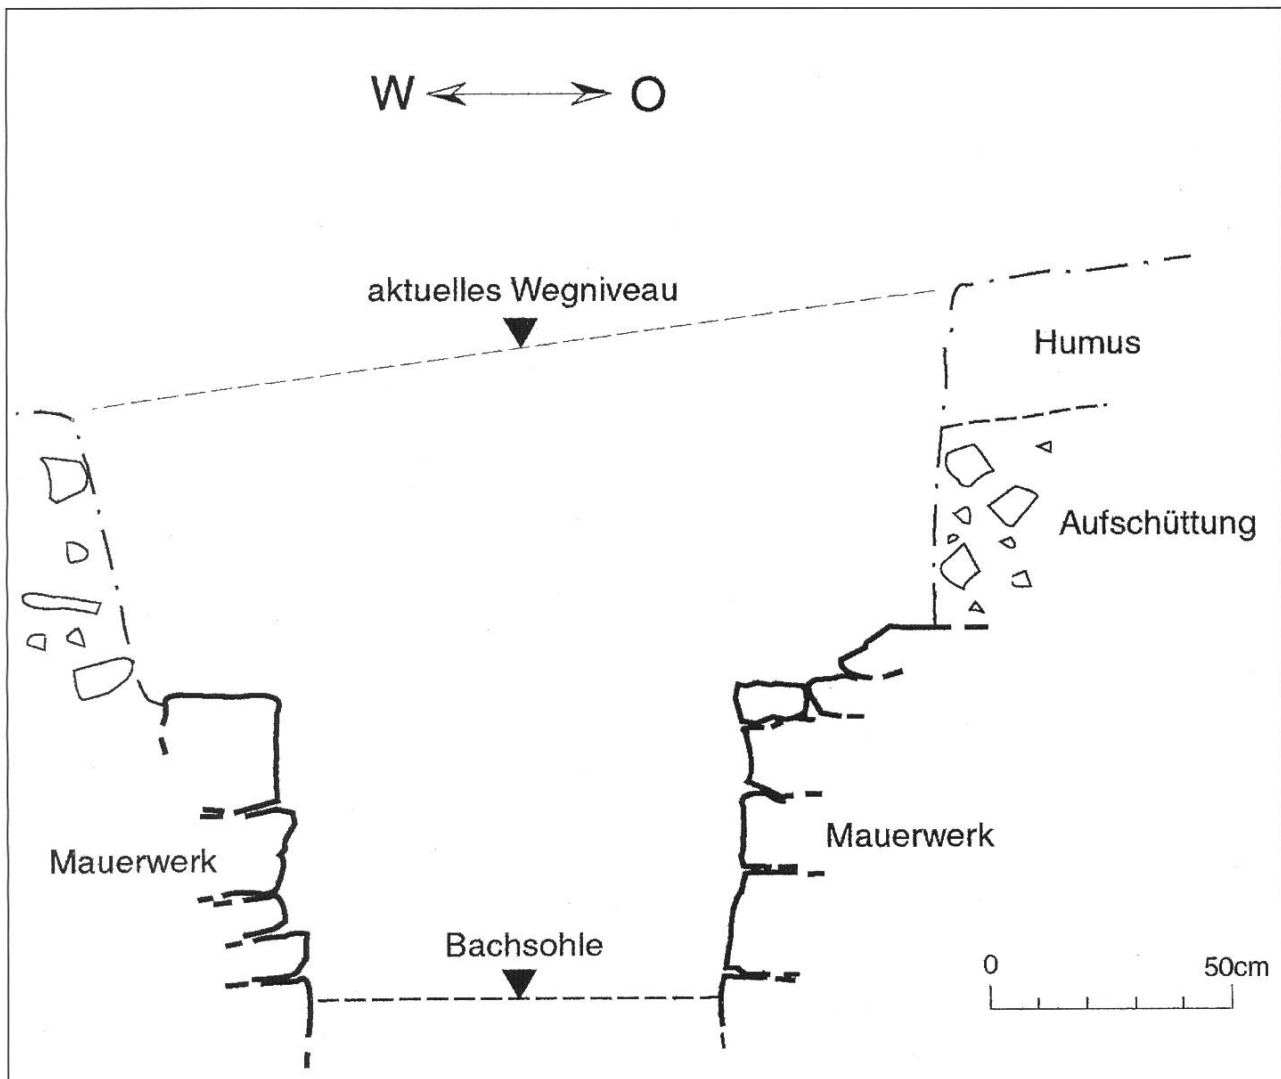 W O
aktuelles Wegniveau
Humus
Aufschüttung
Mauerwerk
Mauerwerk
Bachsohle
0 50cm